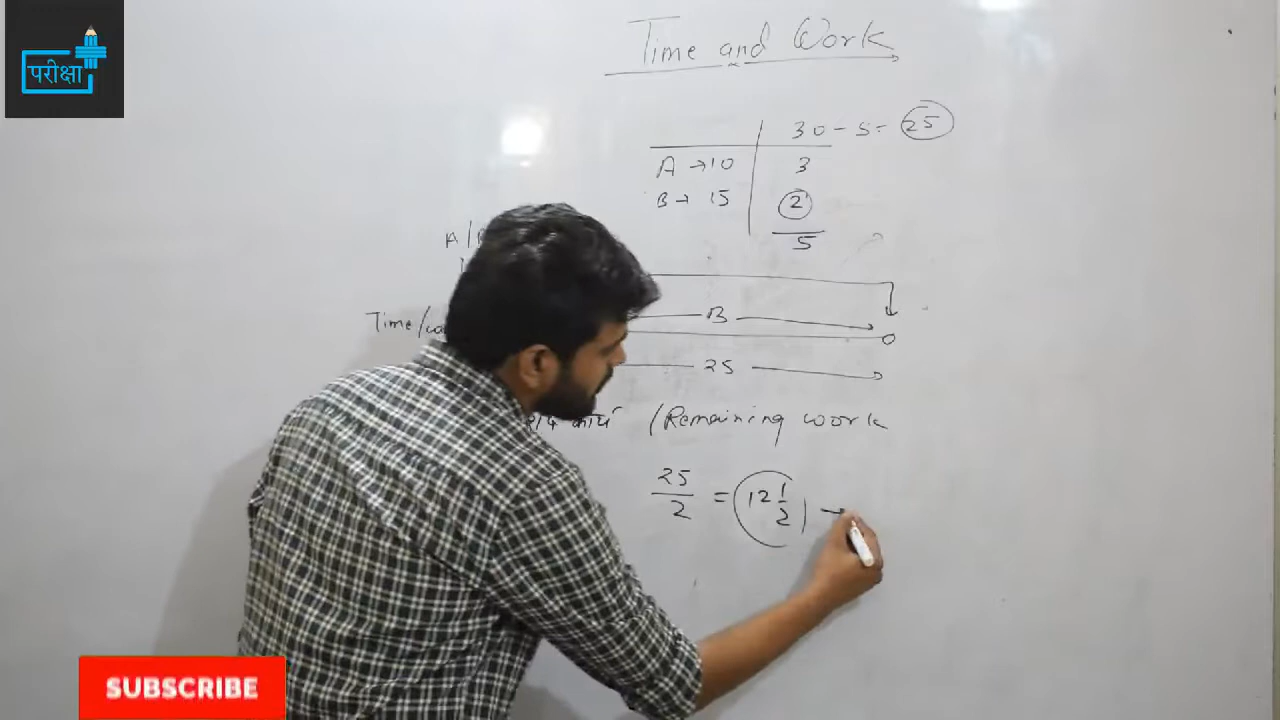 परीक्षा
Time and Work
30 - 5 = 25
A → 10 3
B → 15 2
5
A /
B
Time /
25
कार्य (Remaining work
25/2 = 12 1/2 →
SUBSCRIBE